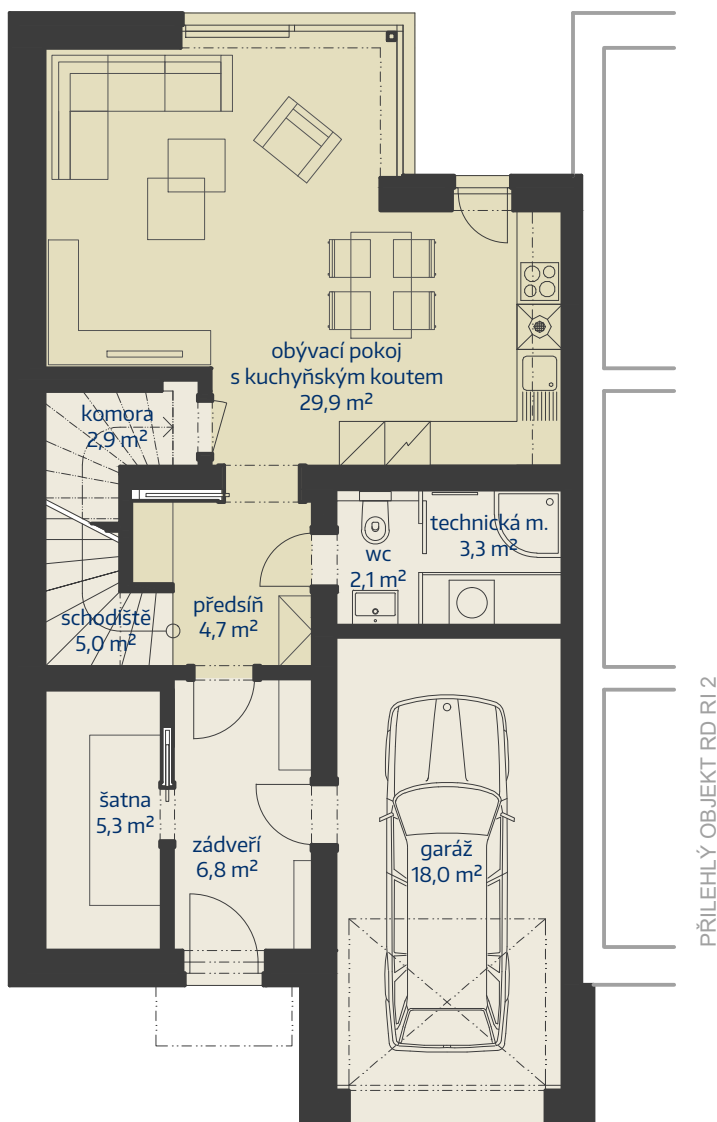 obývací pokoj
s kuchyňským koutem
29,9 m²
komora
2,9 m²
technická m.
3,3 m²
wc
2,1 m²
předsíň
4,7 m²
schodiště
5,0 m²
šatna
5,3 m²
zádveří
6,8 m²
garáž
18,0 m²
PŘILEHLÝ OBJEKT RD RI 2